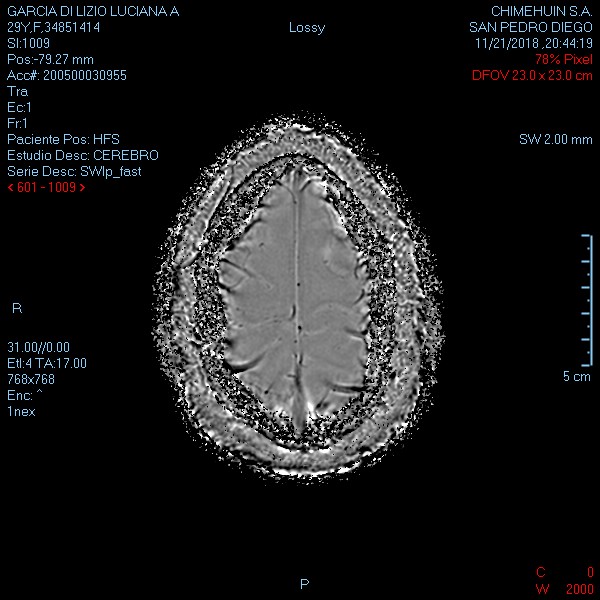 GARCIA DI LIZIO LUCIANA A
29Y,F,34851414
Sl:1009
Pos:-79.27 mm
Acc#: 200500030955
Tra
Ec:1
Fr:1
Paciente Pos: HFS
Estudio Desc: CEREBRO
Serie Desc: SWIp_fast
< 601 - 1009 >
Lossy
CHIMEHUIN S.A.
SAN PEDRO DIEGO
11/21/2018 ,20:44:19
78% Pixel
DFOV 23.0 x 23.0 cm
SW 2.00 mm
R
5 cm
31.00//0.00
Etl:4 TA:17.00
768x768
Enc: ^
1nex
P
C 0
W 2000